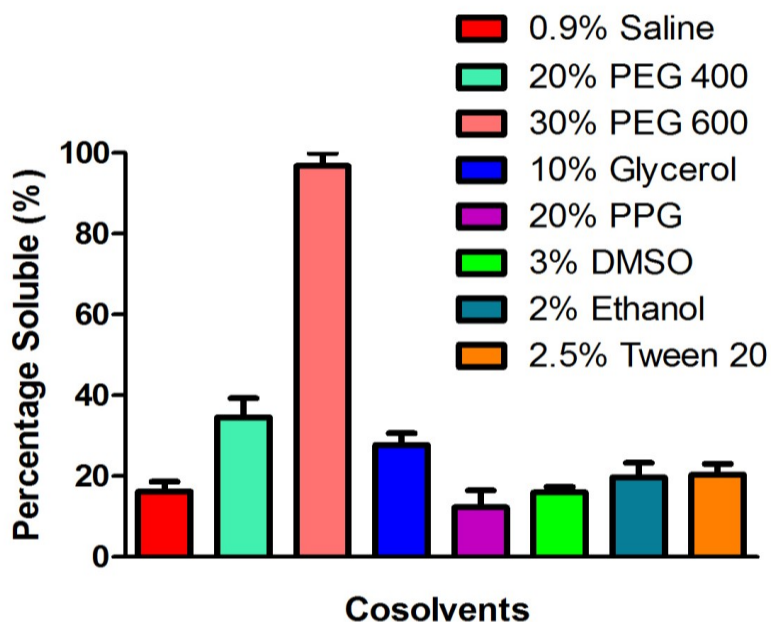 0.9% Saline
20% PEG 400
30% PEG 600
10% Glycerol
20% PPG
3% DMSO
2% Ethanol
2.5% Tween 20
Percentage Soluble (%)
100
80
60
40
20
0
Cosolvents